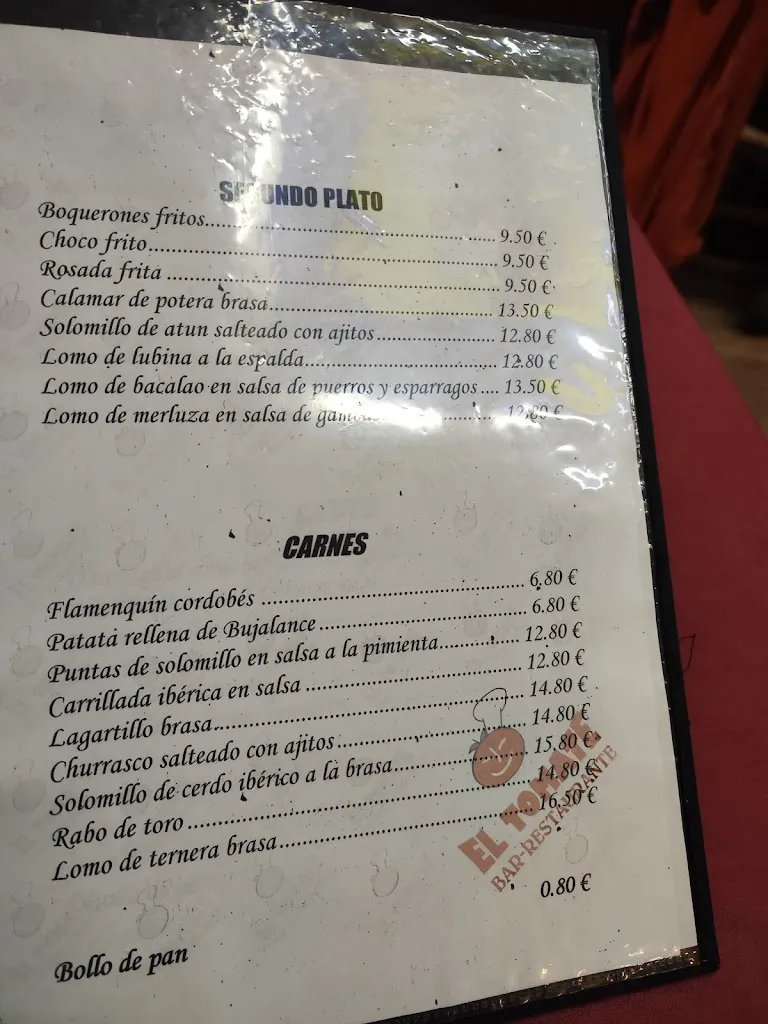 SEGUNDO PLATO
Boquerones fritos........ 9.50 €
Choco frito........ 9.50 €
Rosada frita ........ 9.50 €
Calamar de potera brasa........ 13.50 €
Solomillo de atun salteado con ajitos........ 12.80 €
Lomo de lubina a la espalda........ 12.80 €
Lomo de bacalao en salsa de puerros y esparragos .... 13.50 €
Lomo de merluza en salsa de ........ 12.80 €
CARNES
Flamenquín cordobés ........ 6.80 €
Patata rellena de Bujalance ........ 6.80 €
Puntas de solomillo en salsa a la pimienta........ 12.80 €
Carrillada ibérica en salsa ........ 12.80 €
Lagartillo brasa........ 14.80 €
Churrasco salteado con ajitos ........ 14.80 €
Solomillo de cerdo ibérico a la brasa........ 15.80 €
Rabo de toro ........ 14.80 €
Lomo de ternera brasa........ 16.50 €
EL TOMATE
BAR-RESTAURANTE
Bollo de pan 0.80 €